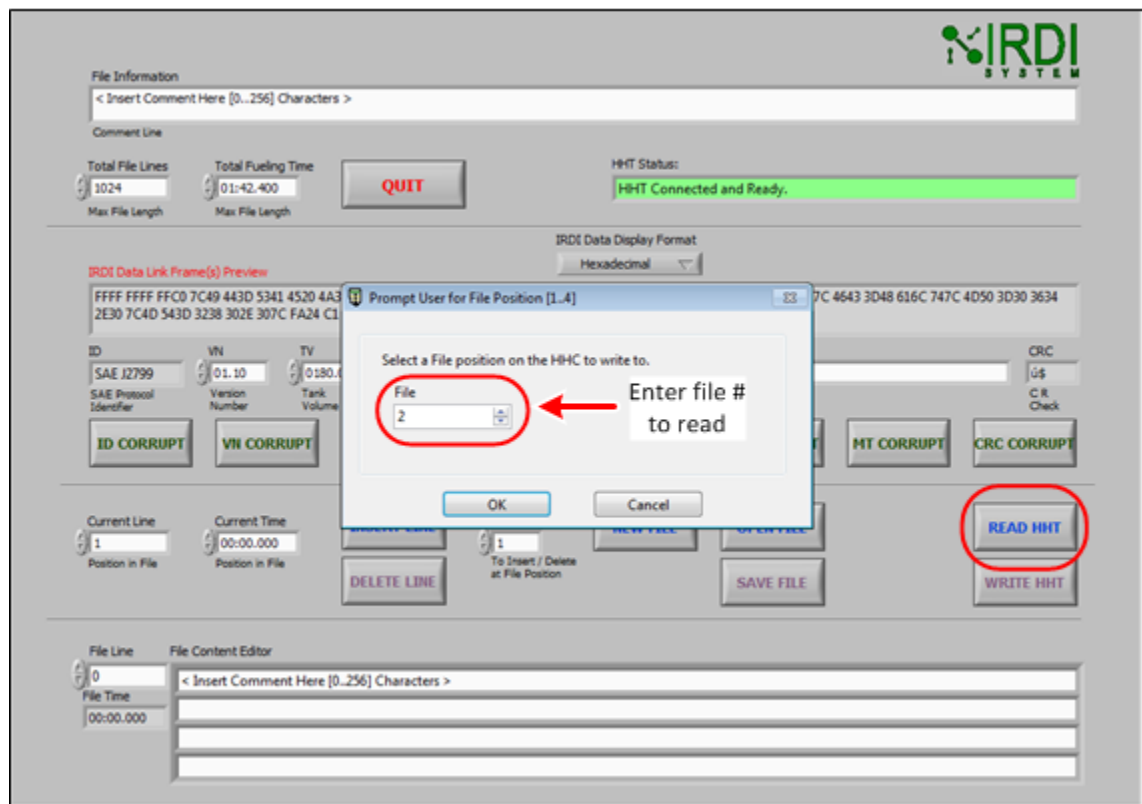 IRDI
SYSTEM
File Information
< Insert Comment Here [0...256] Characters >
Comment Line
Total File Lines
Total Fueling Time
HHT Status:
1024
01:42.400
QUIT
HHT Connected and Ready.
Max File Length
Max File Length
IRDI Data Display Format
Hexadecimal
IRDI Data Link Frame(s) Preview
FFFF FFFF FFC0 7C49 443D 5341 4520 4A3
7C 4643 3D48 616C 747C 4D50 3D30 3634
2E30 7C4D 543D 3238 302E 307C FA24 C1
Prompt User for File Position [1..4]
Select a File position on the HHC to write to.
File
2
Enter file #
to read
OK
Cancel
ID
VN
TV
CRC
SAE J2799
01.10
0180.0
ú$
SAE Protocol
Identifier
Version
Number
Tank
Volume
C R
Check
ID CORRUPT
VN CORRUPT
MT CORRUPT
CRC CORRUPT
Current Line
Current Time
1
00:00.000
Position in File
Position in File
INSERT LINE
1
NEW FILE
OPEN FILE
READ HHT
DELETE LINE
To Insert / Delete
at File Position
SAVE FILE
WRITE HHT
File Line
File Content Editor
0
< Insert Comment Here [0..256] Characters >
File Time
00:00.000